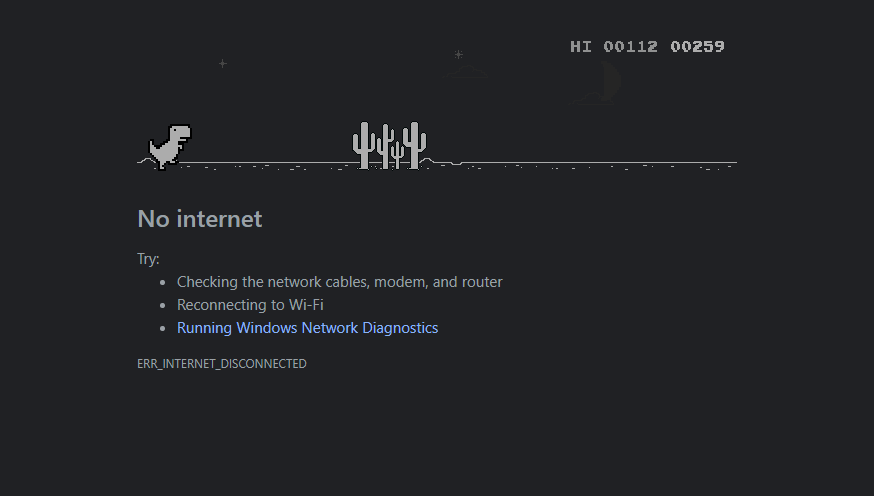 HI 00112 00259
No internet
Try:
Checking the network cables, modem, and router
Reconnecting to Wi-Fi
Running Windows Network Diagnostics
ERR_INTERNET_DISCONNECTED